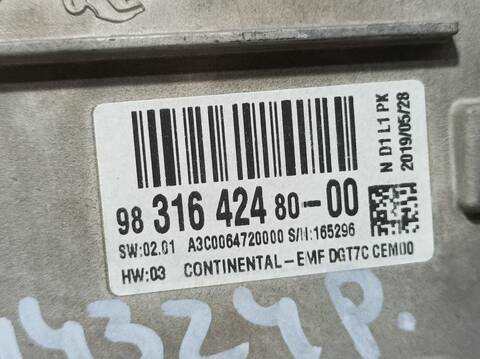 98 316 424 80-00
SW:02.01 A3C0064720000 S/N:165296
HW:03 CONTINENTAL-EMF DGT7C CEM00
N D1 L1 PK
2019/05/28
14324P.